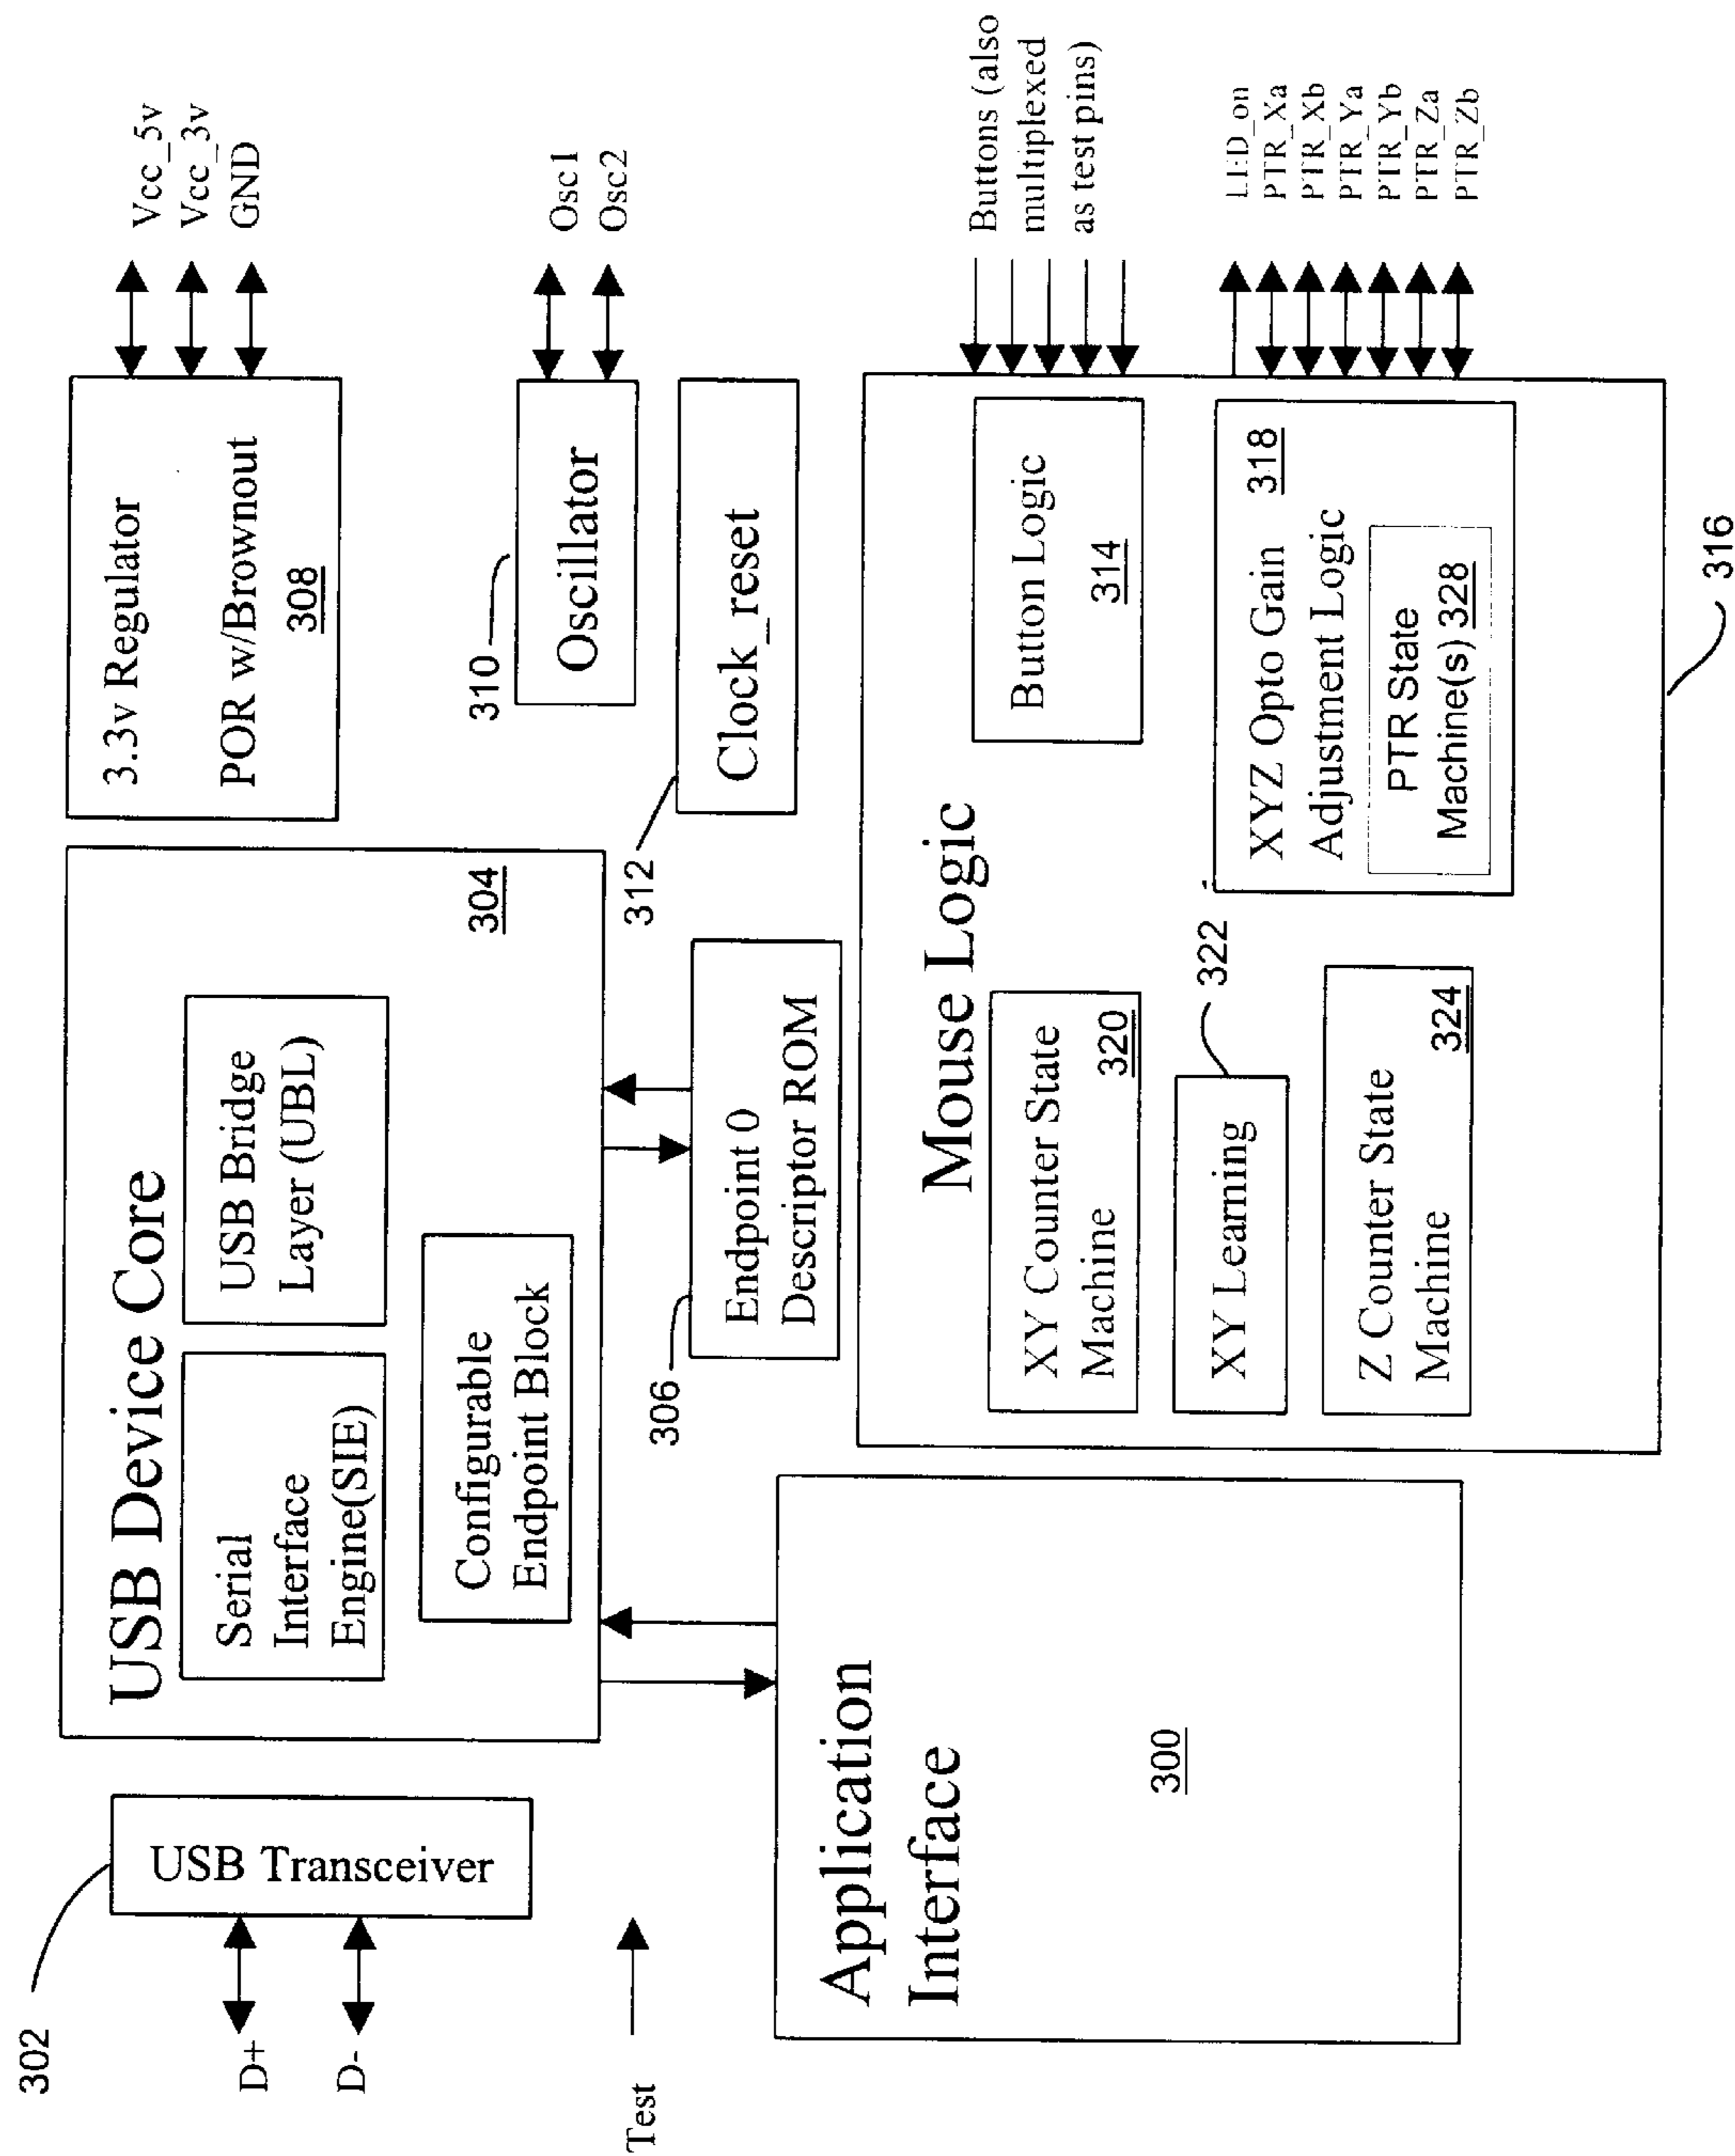 302
D+
D-
Test
USB Transceiver
USB Device Core
Serial
Interface
Engine(SIE)
USB Bridge
Layer (UBL)
Configurable
Endpoint Block
304
3.3v Regulator
POR w/Brownout
308
Vcc_5v
Vcc_3v
GND
310
Oscillator
Osc1
Osc2
312
Clock_reset
306
Endpoint 0
Descriptor ROM
Application
Interface
300
Mouse Logic
XY Counter State
Machine
320
XY Learning
322
Z Counter State
Machine
324
Button Logic
314
XYZ Opto Gain
Adjustment Logic
318
PTR State
Machine(s) 328
Buttons (also
multiplexed
as test pins)
LED_on
PTR_Xa
PTR_Xb
PTR_Ya
PTR_Yb
PTR_Za
PTR_Zb
316